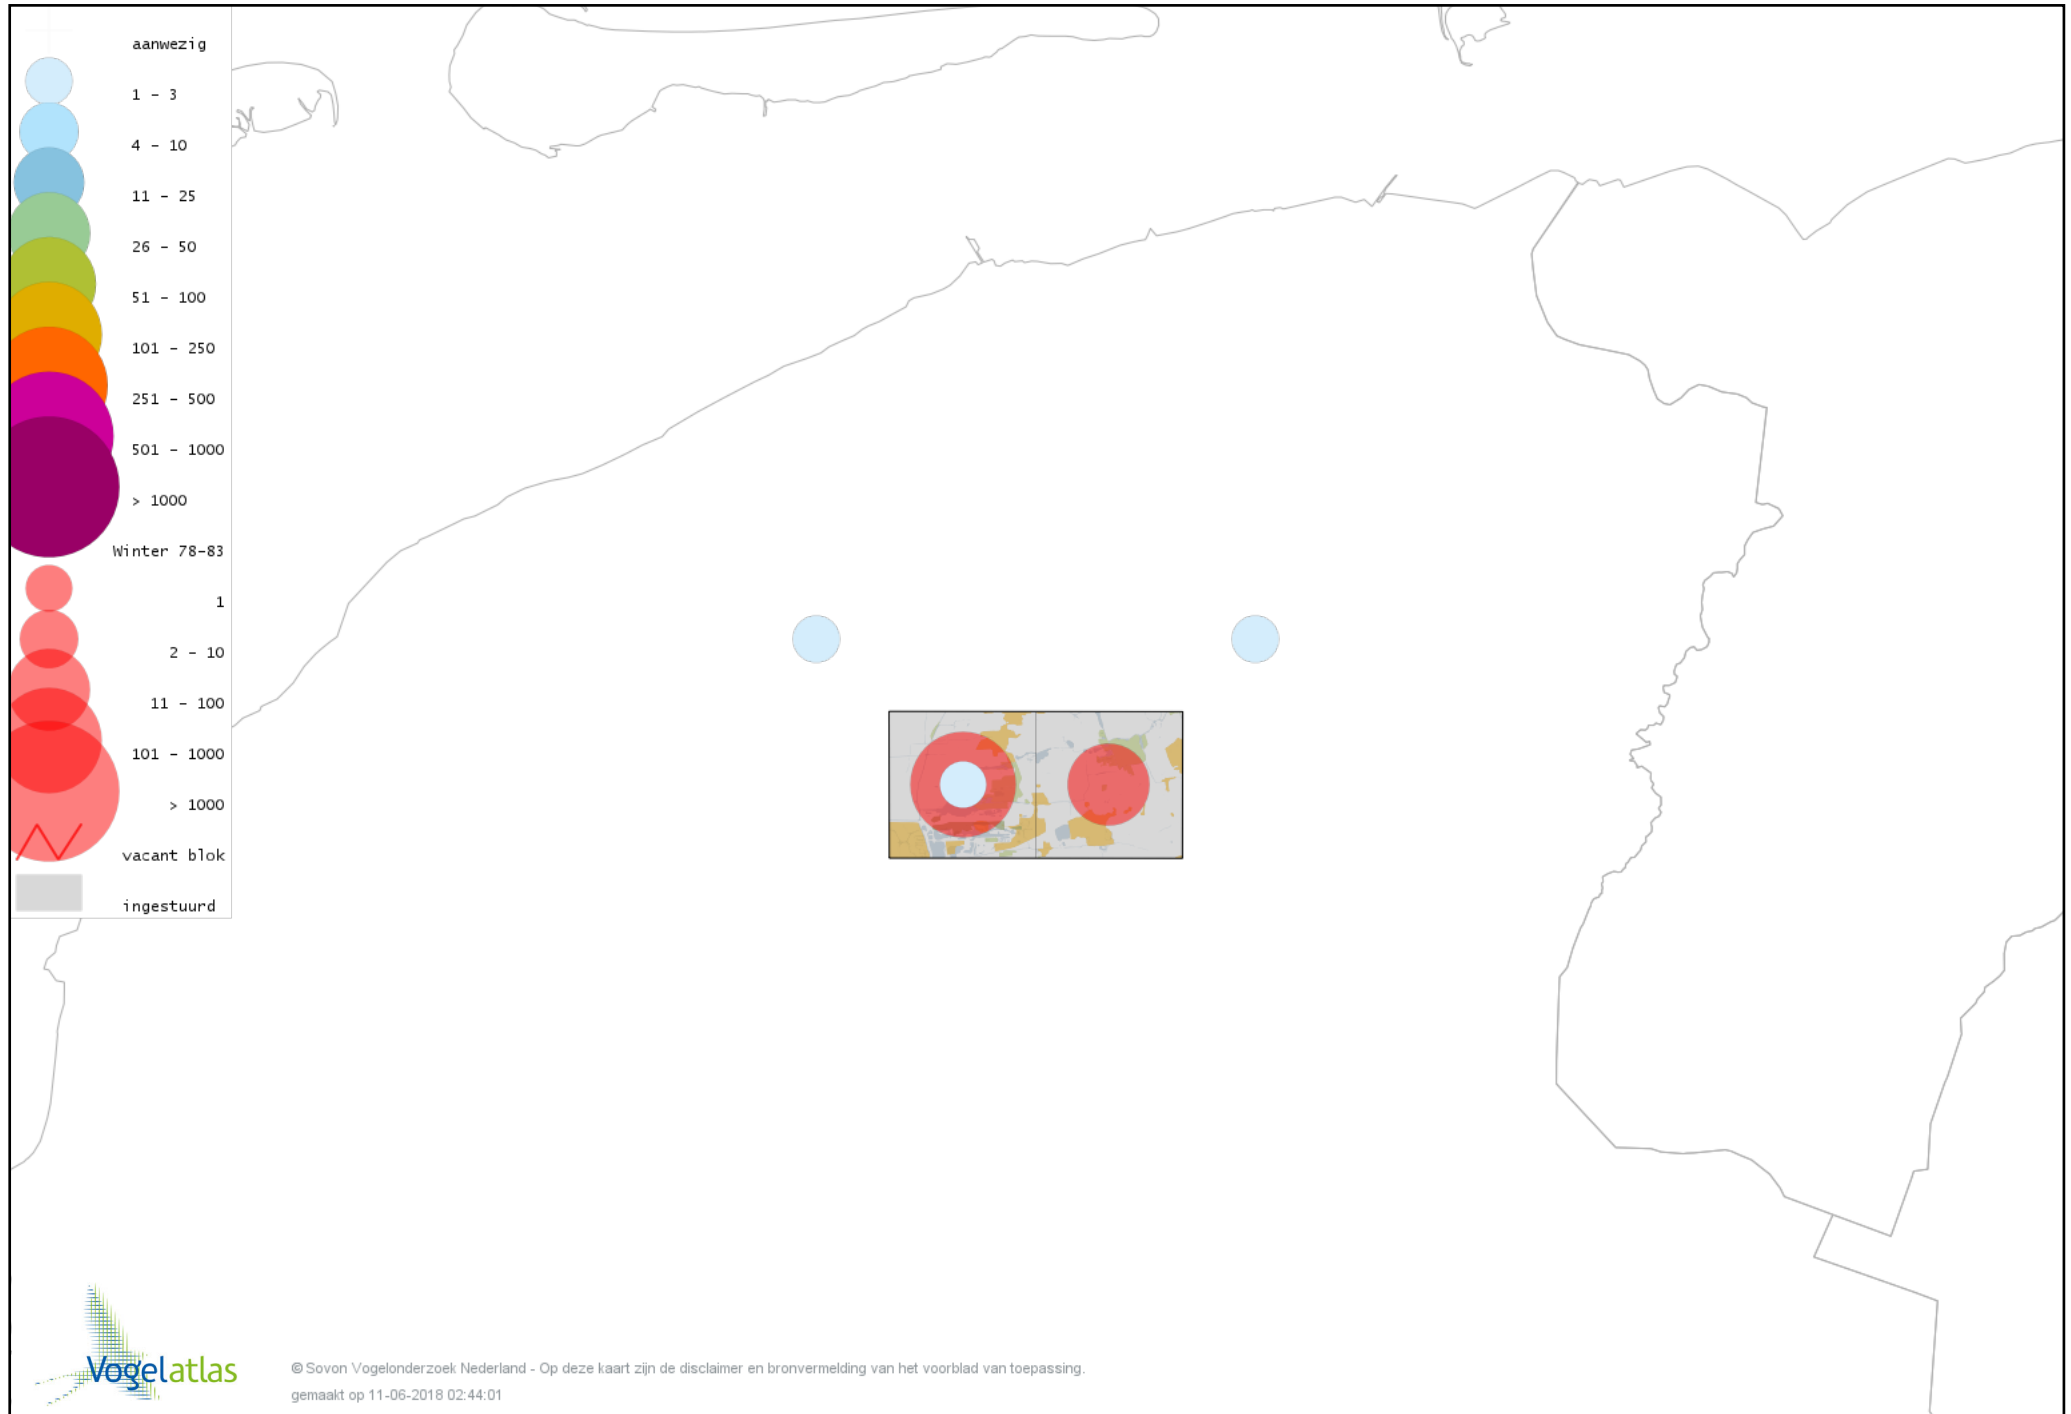 aanwezig
1 - 3
4 - 10
11 - 25
26 - 50
51 - 100
101 - 250
251 - 500
501 - 1000
> 1000
Winter 78-83
1
2 - 10
11 - 100
101 - 1000
> 1000
vacant blok
ingestuurd
Vogelatlas
© Sovon Vogelonderzoek Nederland - Op deze kaart zijn de disclaimer en bronvermelding van het voorblad van toepassing.
gemaakt op 11-06-2018 02:44:01